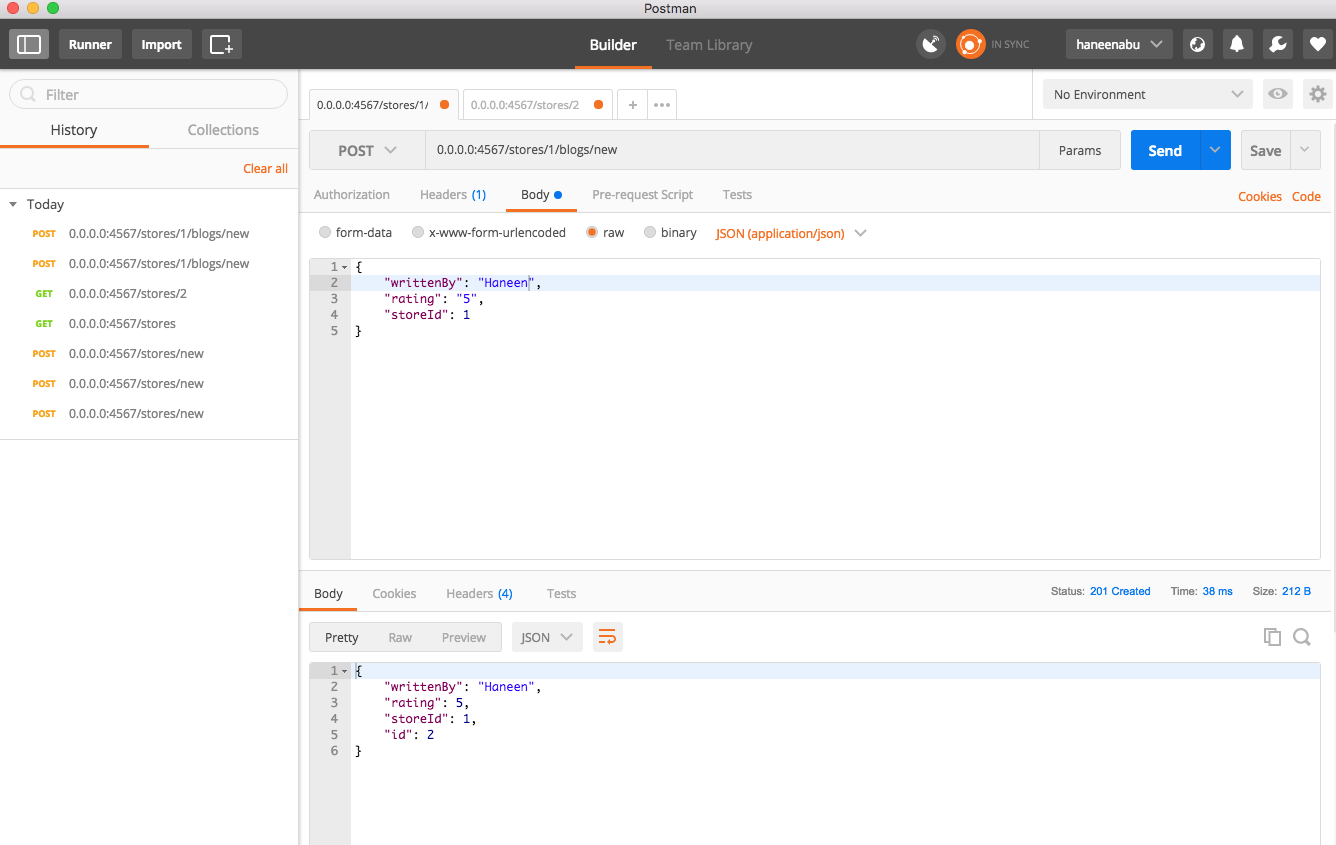 Postman
Runner Import Builder Team Library IN SYNC haneenabu
Filter
History Collections
Clear all
Today
POST 0.0.0.0:4567/stores/1/blogs/new
POST 0.0.0.0:4567/stores/1/blogs/new
GET 0.0.0.0:4567/stores/2
GET 0.0.0.0:4567/stores
POST 0.0.0.0:4567/stores/new
POST 0.0.0.0:4567/stores/new
POST 0.0.0.0:4567/stores/new
0.0.0.0:4567/stores/1/ 0.0.0.0:4567/stores/2 + ••• No Environment
POST 0.0.0.0:4567/stores/1/blogs/new Params Send Save
Authorization Headers (1) Body Pre-request Script Tests Cookies Code
form-data x-www-form-urlencoded raw binary JSON (application/json)
1 {
2 "writtenBy": "Haneen",
3 "rating": "5",
4 "storeId": 1
5 }
Body Cookies Headers (4) Tests Status: 201 Created Time: 38 ms Size: 212 B
Pretty Raw Preview JSON
1 {
2 "writtenBy": "Haneen",
3 "rating": 5,
4 "storeId": 1,
5 "id": 2
6 }